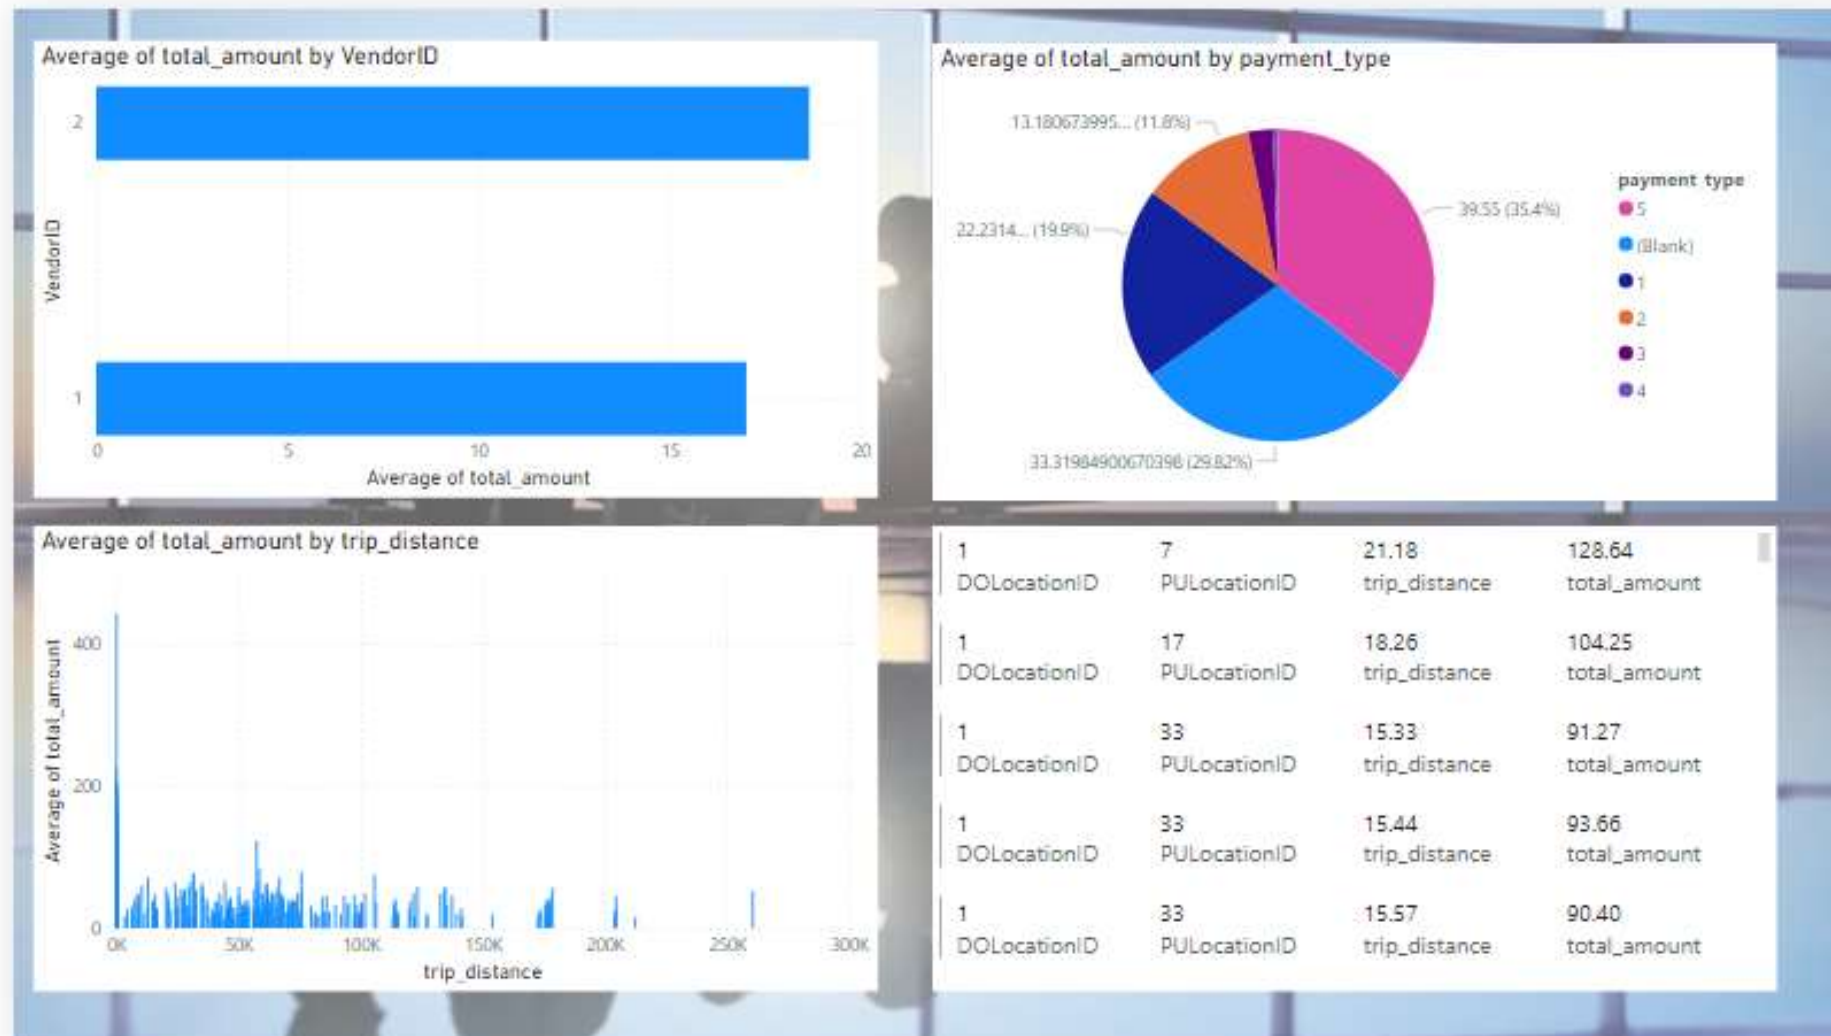 Average of total_amount by VendorID
2
1
VendorID
0 5 10 15 20
Average of total_amount
Average of total_amount by payment_type
13.180673995... (11.8%)
22.2314... (19.9%)
39.55 (35.4%)
33.31984900670398 (29.82%)
payment type
5
(Blank)
1
2
3
4
Average of total_amount by trip_distance
Average of total_amount
400
200
0
0K 50K 100K 150K 200K 250K 300K
trip_distance
1 7 21.18 128.64
DOLocationID PULocationID trip_distance total_amount
1 17 18.26 104.25
DOLocationID PULocationID trip_distance total_amount
1 33 15.33 91.27
DOLocationID PULocationID trip_distance total_amount
1 33 15.44 93.66
DOLocationID PULocationID trip_distance total_amount
1 33 15.57 90.40
DOLocationID PULocationID trip_distance total_amount